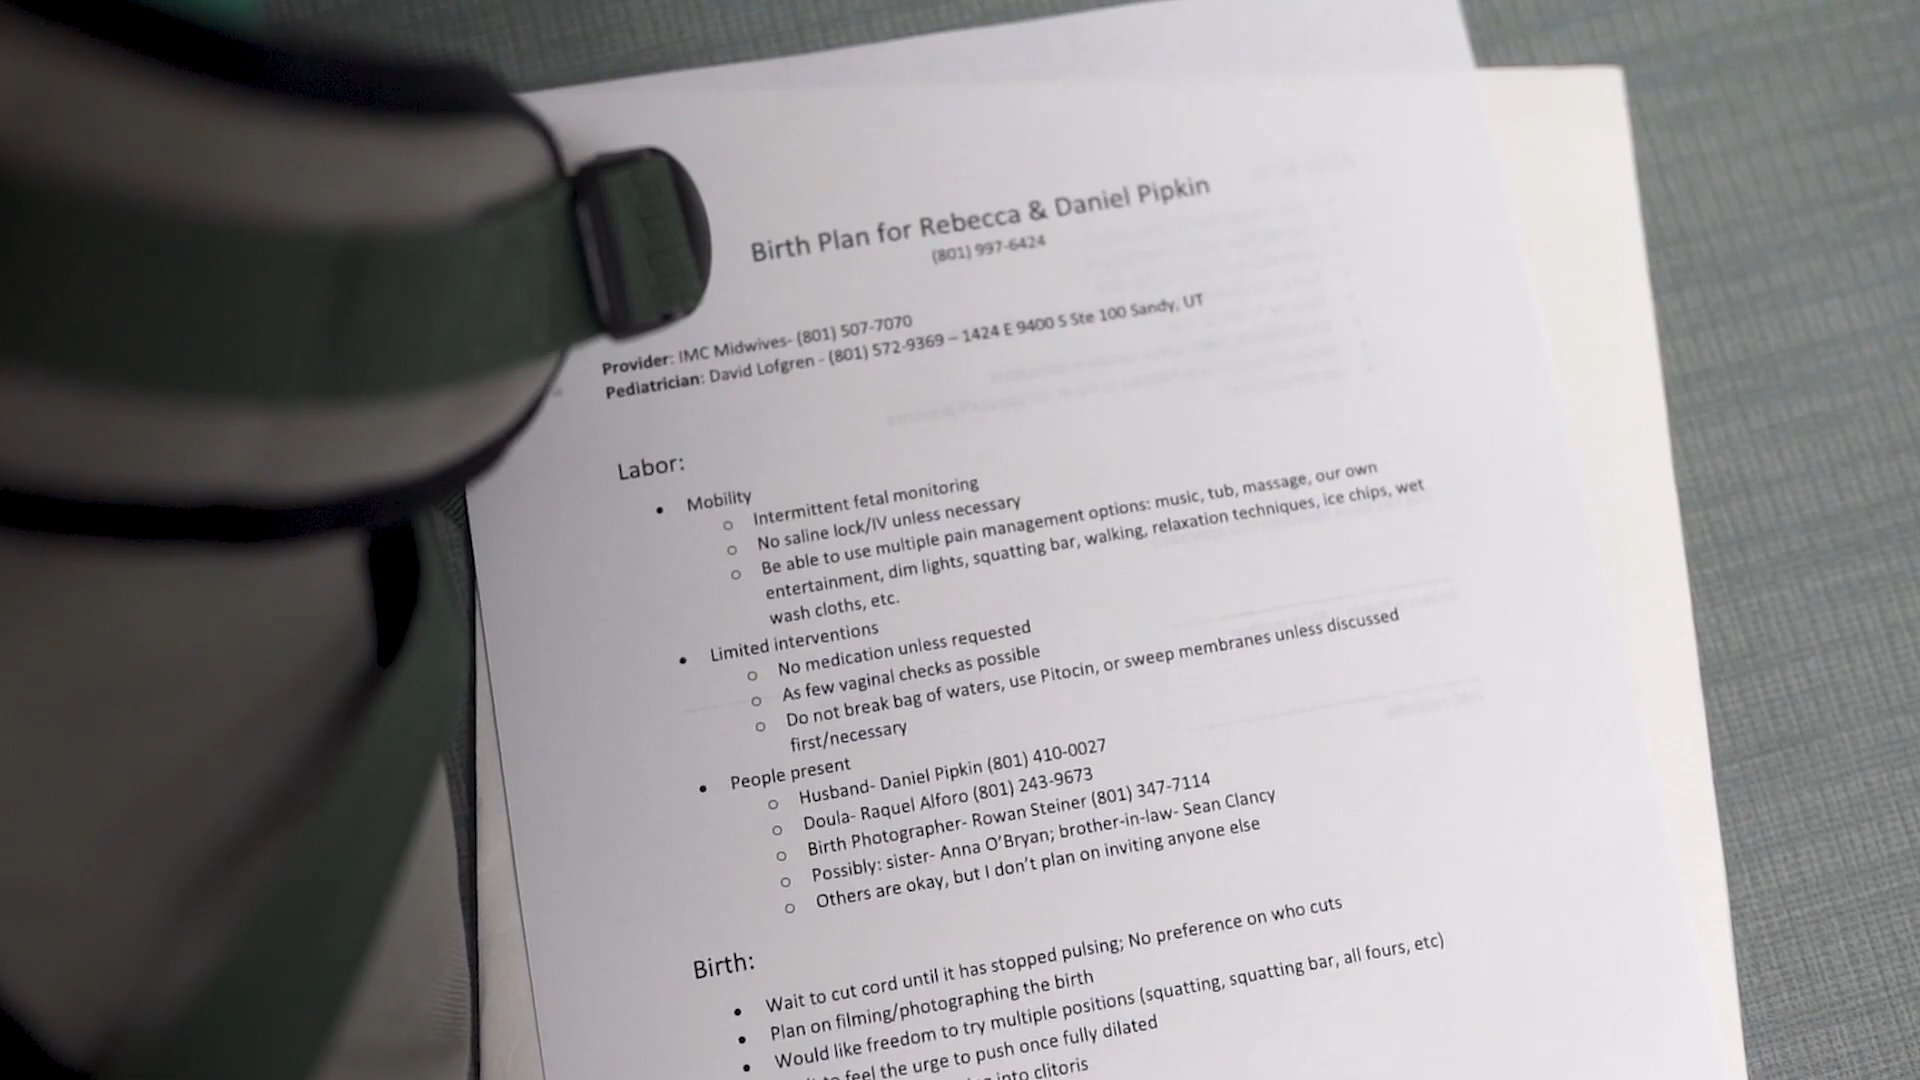 Birth Plan for Rebecca & Daniel Pipkin
(801) 997-6424
Provider: IMC Midwives- (801) 507-7070
Pediatrician: David Lofgren - (801) 572-9369 – 1424 E 9400 S Ste 100 Sandy, UT
Labor:
• Mobility
○ Intermittent fetal monitoring
○ No saline lock/IV unless necessary
○ Be able to use multiple pain management options: music, tub, massage, our own
entertainment, dim lights, squatting bar, walking, relaxation techniques, ice chips, wet
wash cloths, etc.
• Limited interventions
○ No medication unless requested
○ As few vaginal checks as possible
○ Do not break bag of waters, use Pitocin, or sweep membranes unless discussed
first/necessary
• People present
○ Husband- Daniel Pipkin (801) 410-0027
○ Doula- Raquel Alforo (801) 243-9673
○ Birth Photographer- Rowan Steiner (801) 347-7114
○ Possibly: sister- Anna O’Bryan; brother-in-law- Sean Clancy
○ Others are okay, but I don’t plan on inviting anyone else
Birth:
• Wait to cut cord until it has stopped pulsing; No preference on who cuts
• Plan on filming/photographing the birth
• Would like freedom to try multiple positions (squatting, squatting bar, all fours, etc)
to feel the urge to push once fully dilated
into clitoris